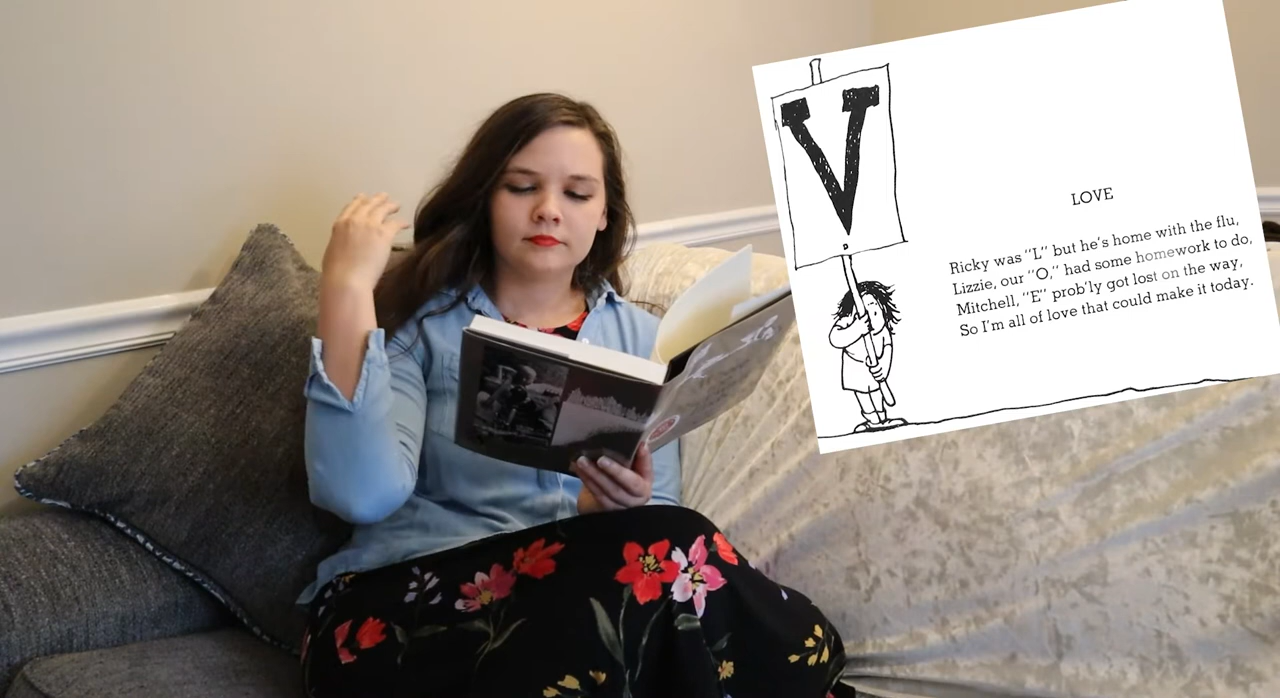 V
LOVE
Ricky was "L" but he's home with the flu,
Lizzie, our "O," had some homework to do,
Mitchell, "E" prob'ly got lost on the way,
So I'm all of love that could make it today.